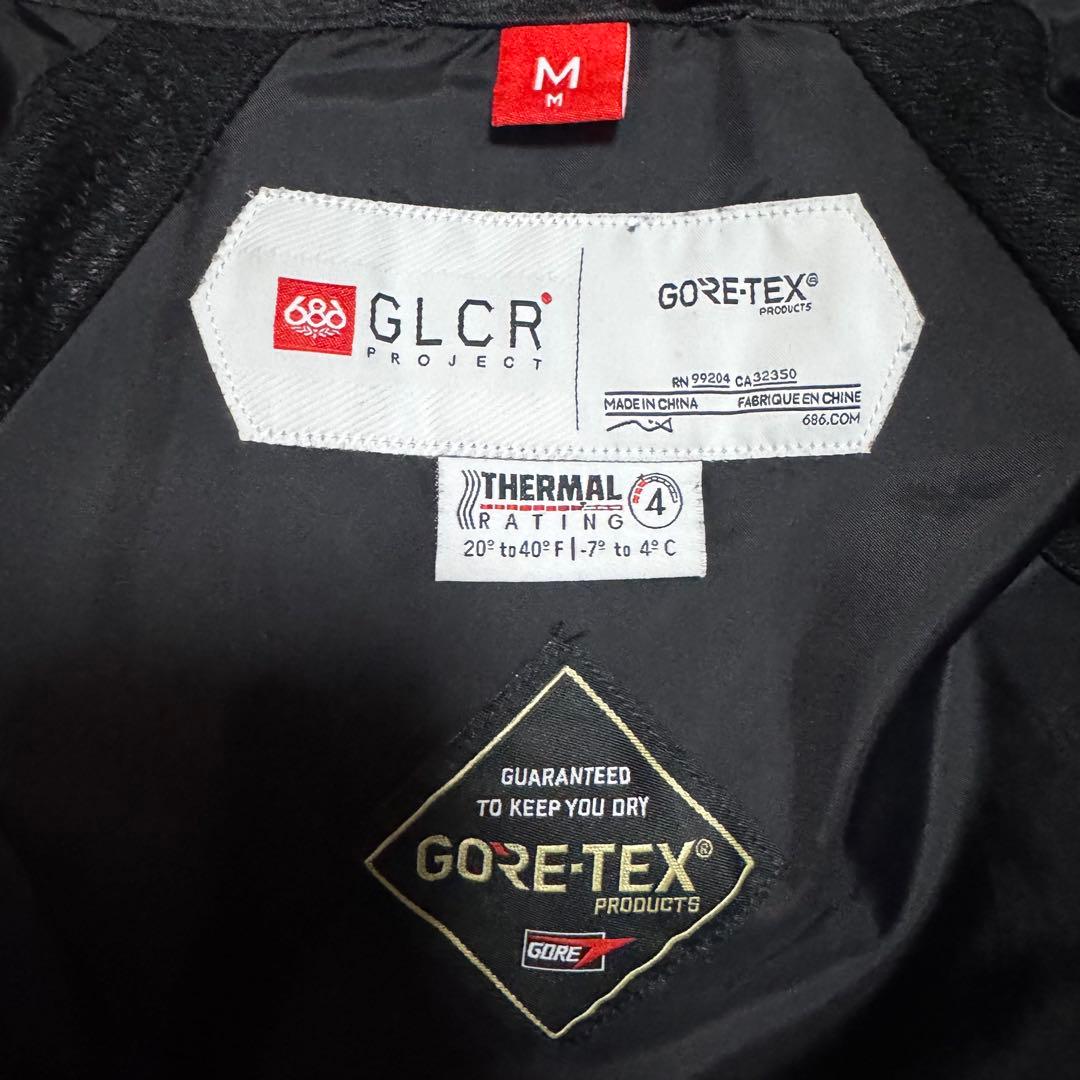 M
M
686 GLCR
PROJECT
GORE-TEX®
PRODUCTS
RN 99204 CA 32350
MADE IN CHINA FABRIQUE EN CHINE
686.COM
THERMAL
RATING 4
20° to 40° F | -7° to 4° C
GUARANTEED
TO KEEP YOU DRY
GORE-TEX®
PRODUCTS
GORE